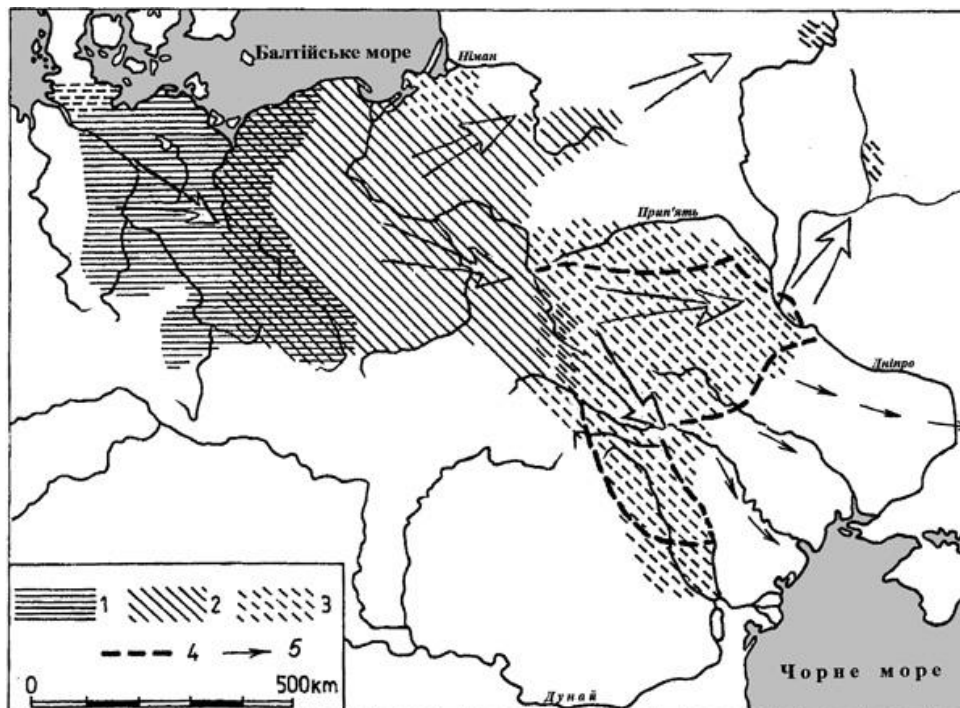 Балтійське море
Німан
Прип'ять
Дніпро
1
2
3
4
5
0
500km
Дунай
Чорне море